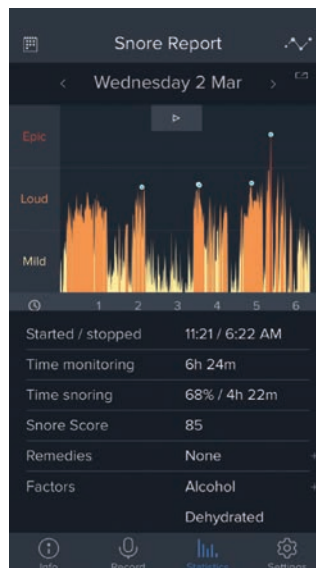 Snore Report
Wednesday 2 Mar
Epic
Loud
Mild
1 2 3 4 5 6
Started / stopped 11:21 / 6:22 AM
Time monitoring 6h 24m
Time snoring 68% / 4h 22m
Snore Score 85
Remedies None
Factors Alcohol
Dehydrated
Info Record Statistics Settings